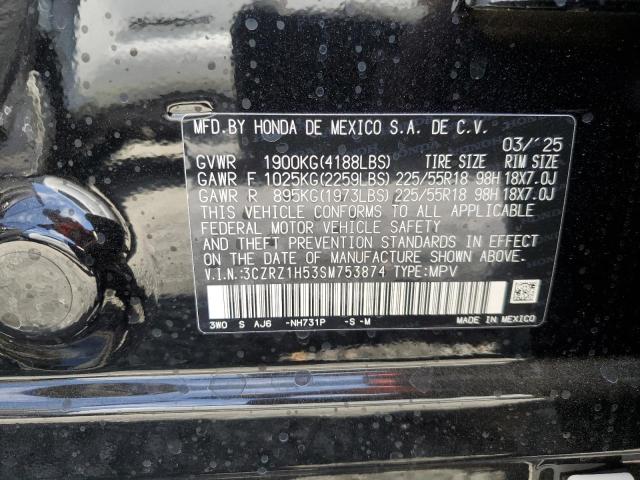 MFD.BY HONDA DE MEXICO S.A. DE C.V.
03/'25
GVWR 1900KG(4188LBS) TIRE SIZE RIM SIZE
GAWR F 1025KG(2259LBS) 225/55R18 98H 18X7.0J
GAWR R 895KG(1973LBS) 225/55R18 98H 18X7.0J
THIS VEHICLE CONFORMS TO ALL APPLICABLE
FEDERAL MOTOR VEHICLE SAFETY
AND THEFT PREVENTION STANDARDS IN EFFECT
ON THE DATE OF MANUFACTURE SHOWN ABOVE.
V.I.N.:3CZRZ1H53SM753874 TYPE:MPV
3W0 S AJ6 -NH731P -S-M MADE IN MEXICO